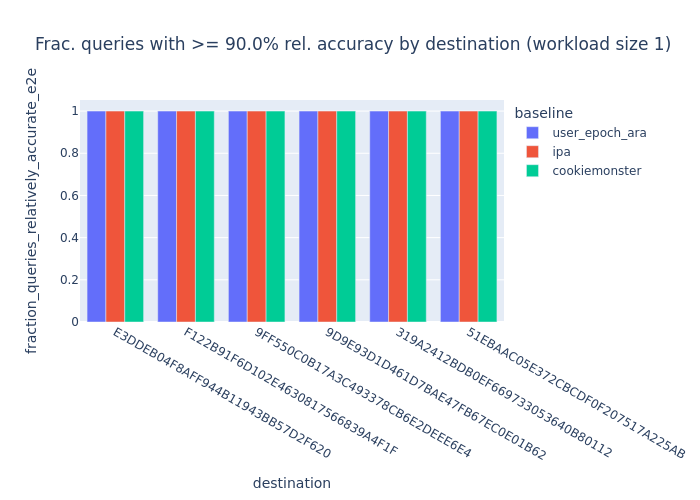 Frac. queries with >= 90.0% rel. accuracy by destination (workload size 1)
fraction_queries_relatively_accurate_e2e
1
0.8
0.6
0.4
0.2
0
baseline
user_epoch_ara
ipa
cookiemonster
E3DDEB04F8AFF944B11943BB57D2F620
F122B91F6D102E4630817566839A4F1F
9FF550C0B17A3C493378CB6E2DEEE6E4
9D9E93D1D461D7BAE47FB67EC0E01B62
319A2412BDB0EF669733053640B80112
51EBAAC05E372CBCDF0F207517A225AB
destination